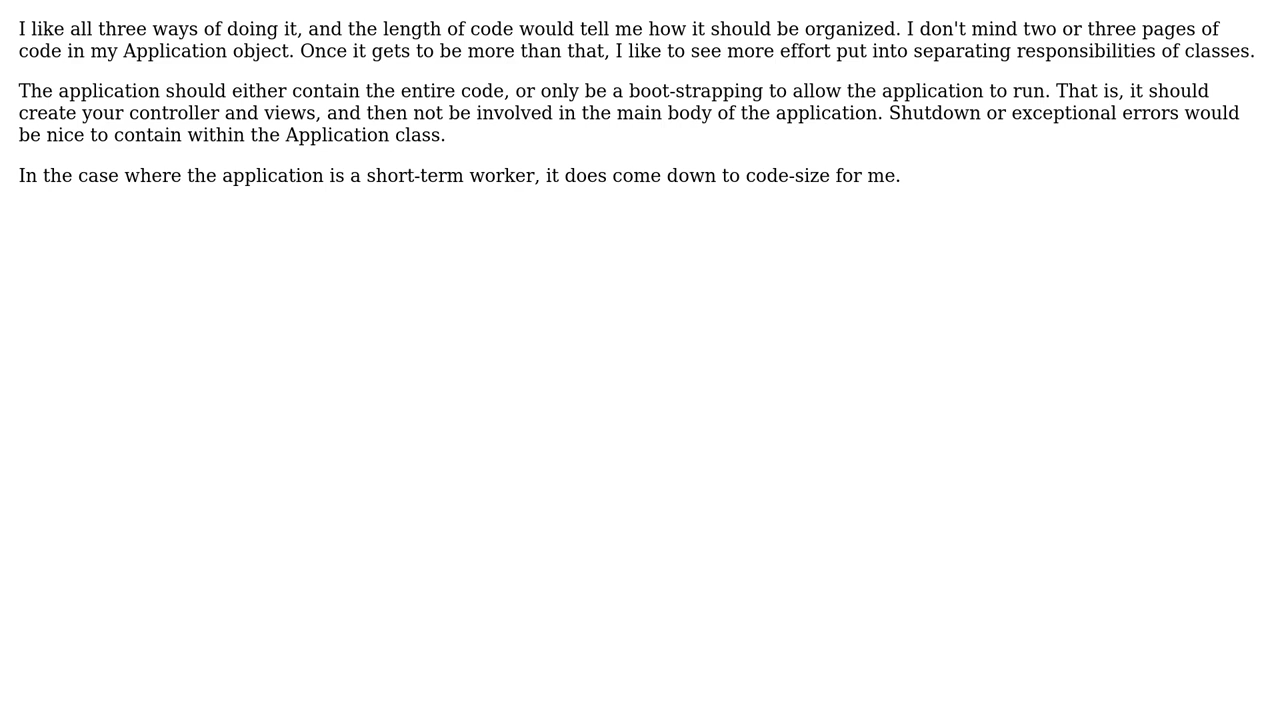 I like all three ways of doing it, and the length of code would tell me how it should be organized. I don't mind two or three pages of
code in my Application object. Once it gets to be more than that, I like to see more effort put into separating responsibilities of classes.
The application should either contain the entire code, or only be a boot-strapping to allow the application to run. That is, it should
create your controller and views, and then not be involved in the main body of the application. Shutdown or exceptional errors would
be nice to contain within the Application class.
In the case where the application is a short-term worker, it does come down to code-size for me.